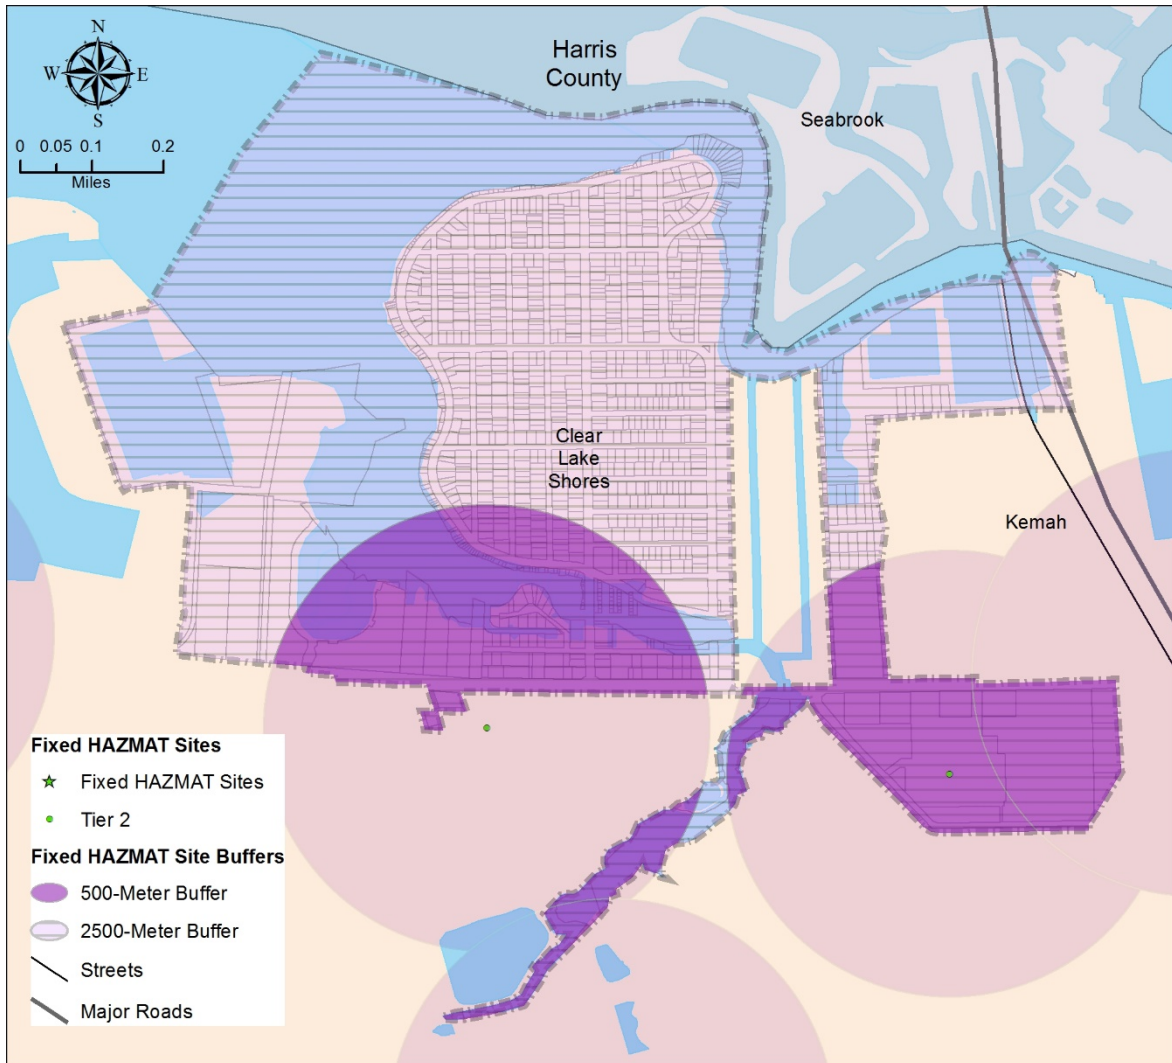 N
W E
S
0 0.05 0.1 0.2
Miles
Harris
County
Seabrook
Clear
Lake
Shores
Kemah
Fixed HAZMAT Sites
Fixed HAZMAT Sites
Tier 2
Fixed HAZMAT Site Buffers
500-Meter Buffer
2500-Meter Buffer
Streets
Major Roads